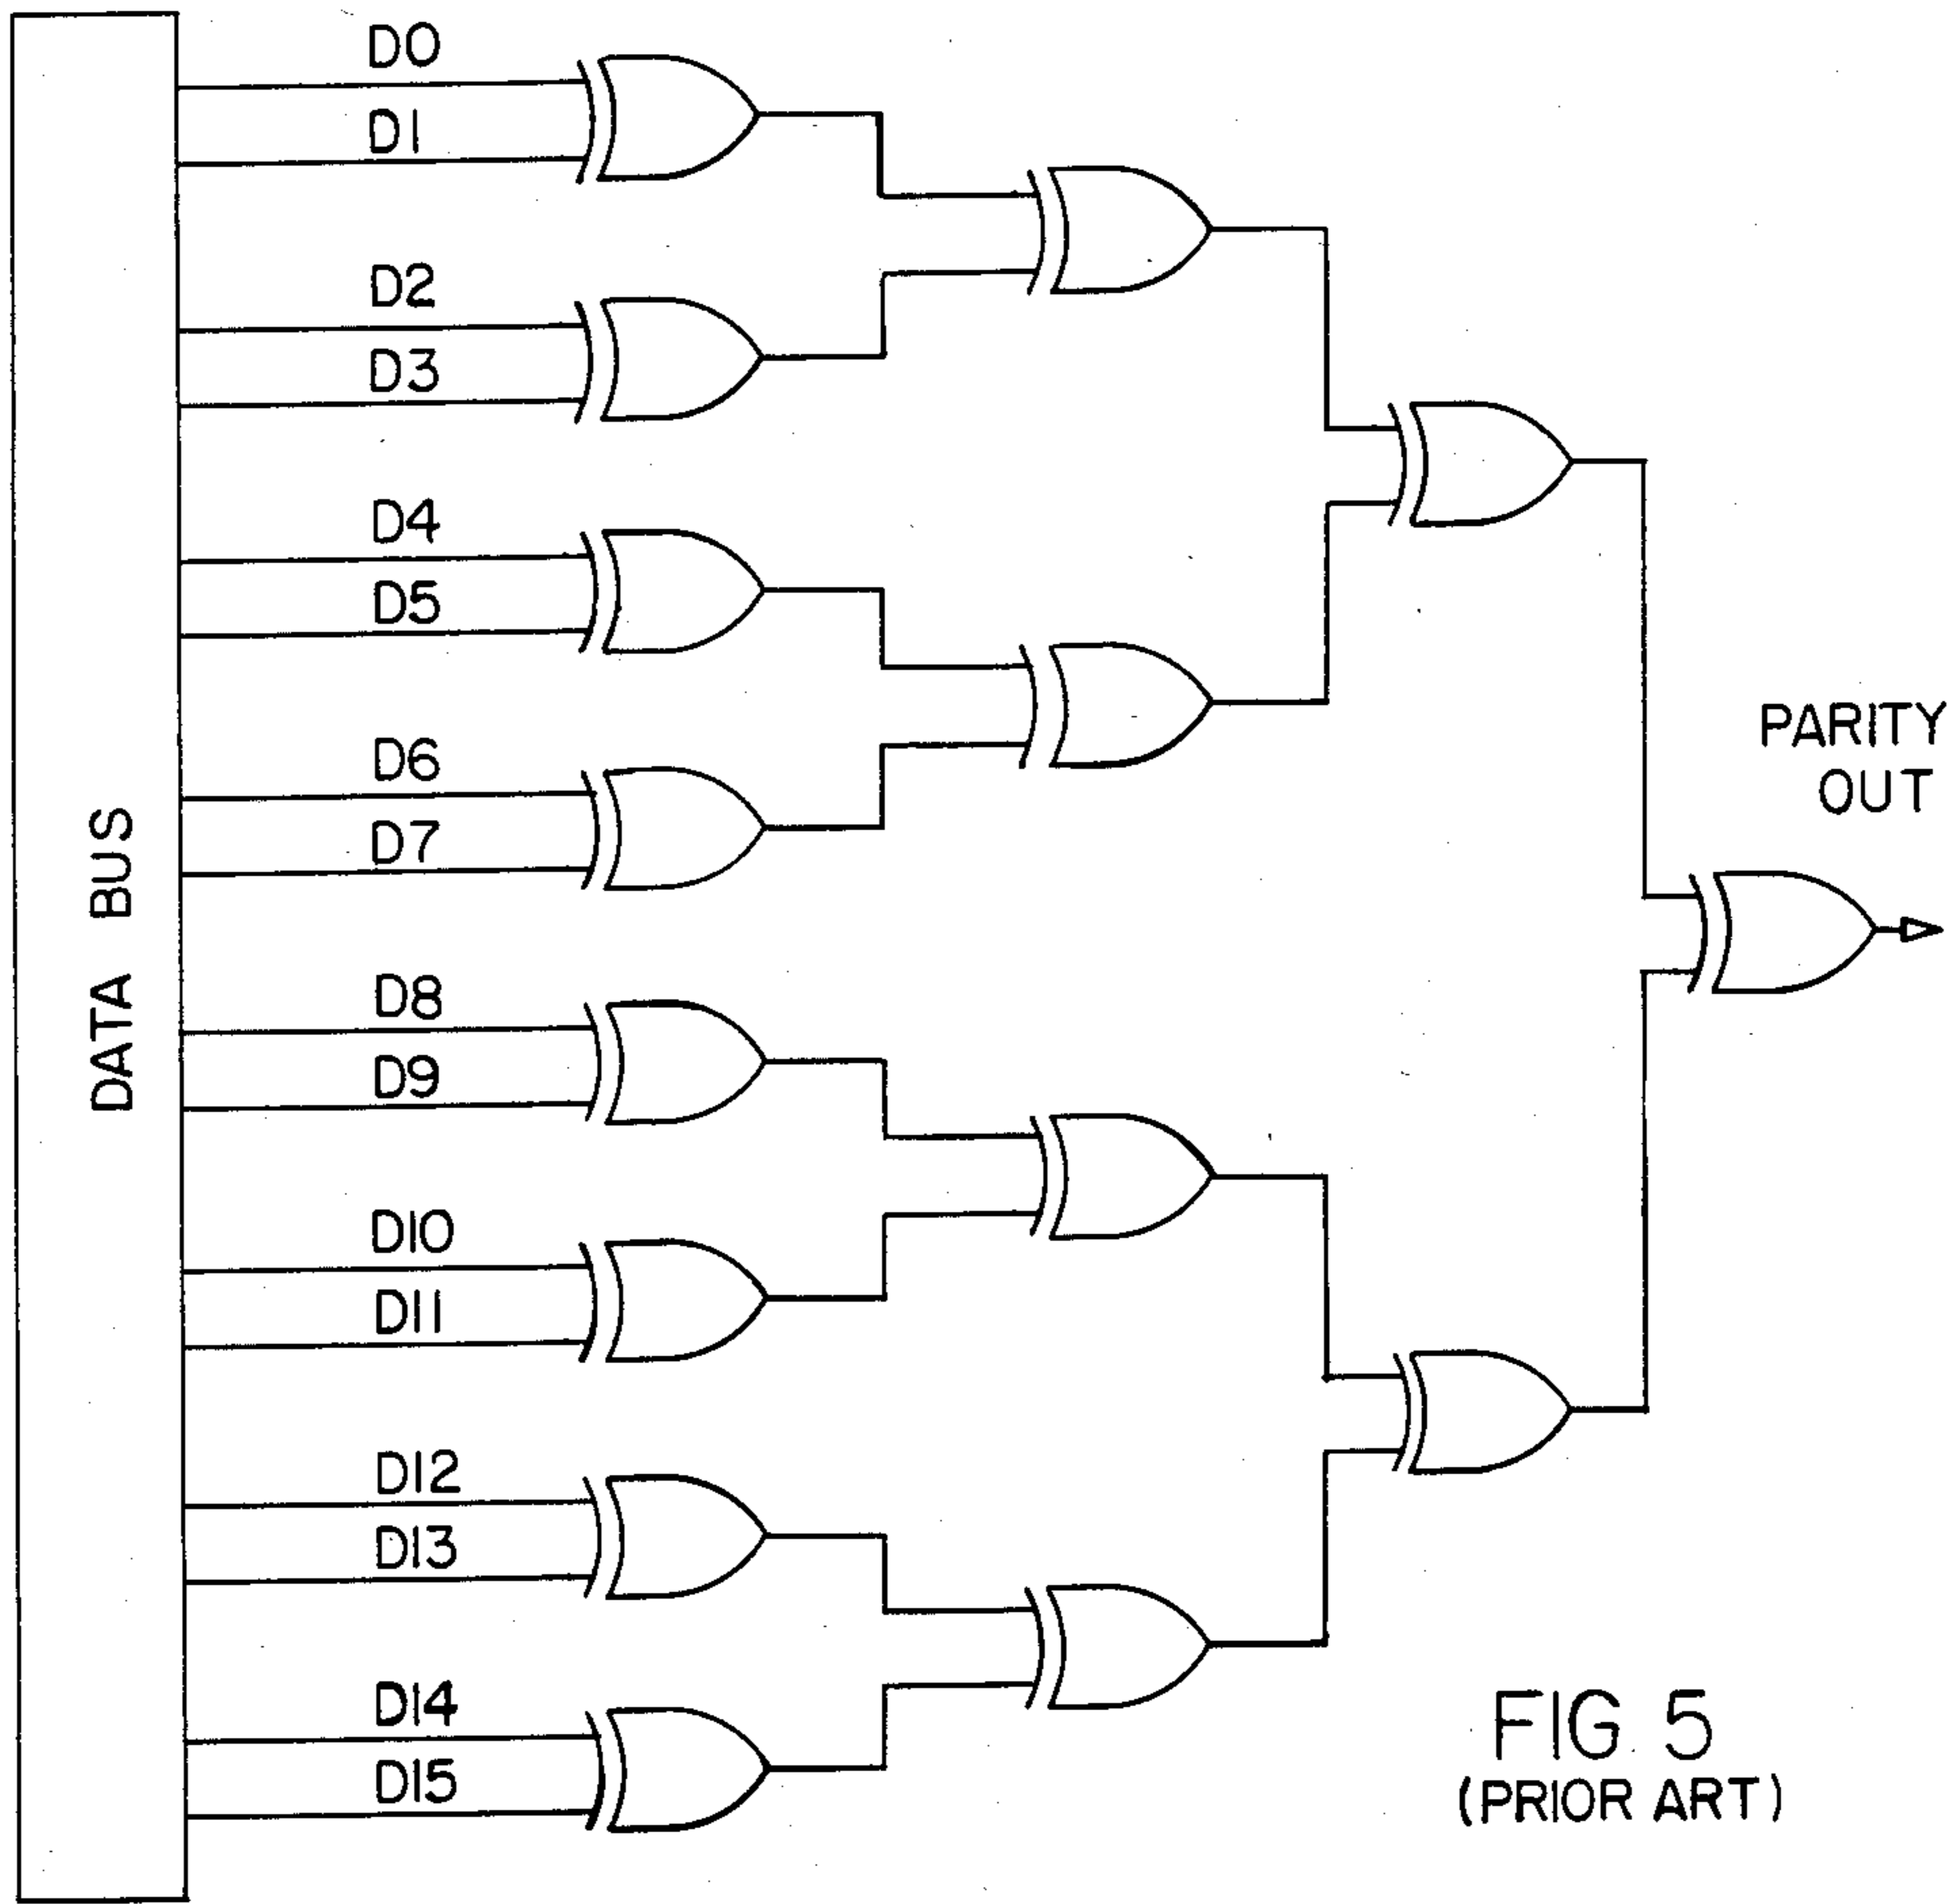 D0
D1
D2
D3
D4
D5
D6
D7
D8
D9
D10
D11
D12
D13
D14
D15
DATA BUS
PARITY
OUT
FIG. 5
(PRIOR ART)